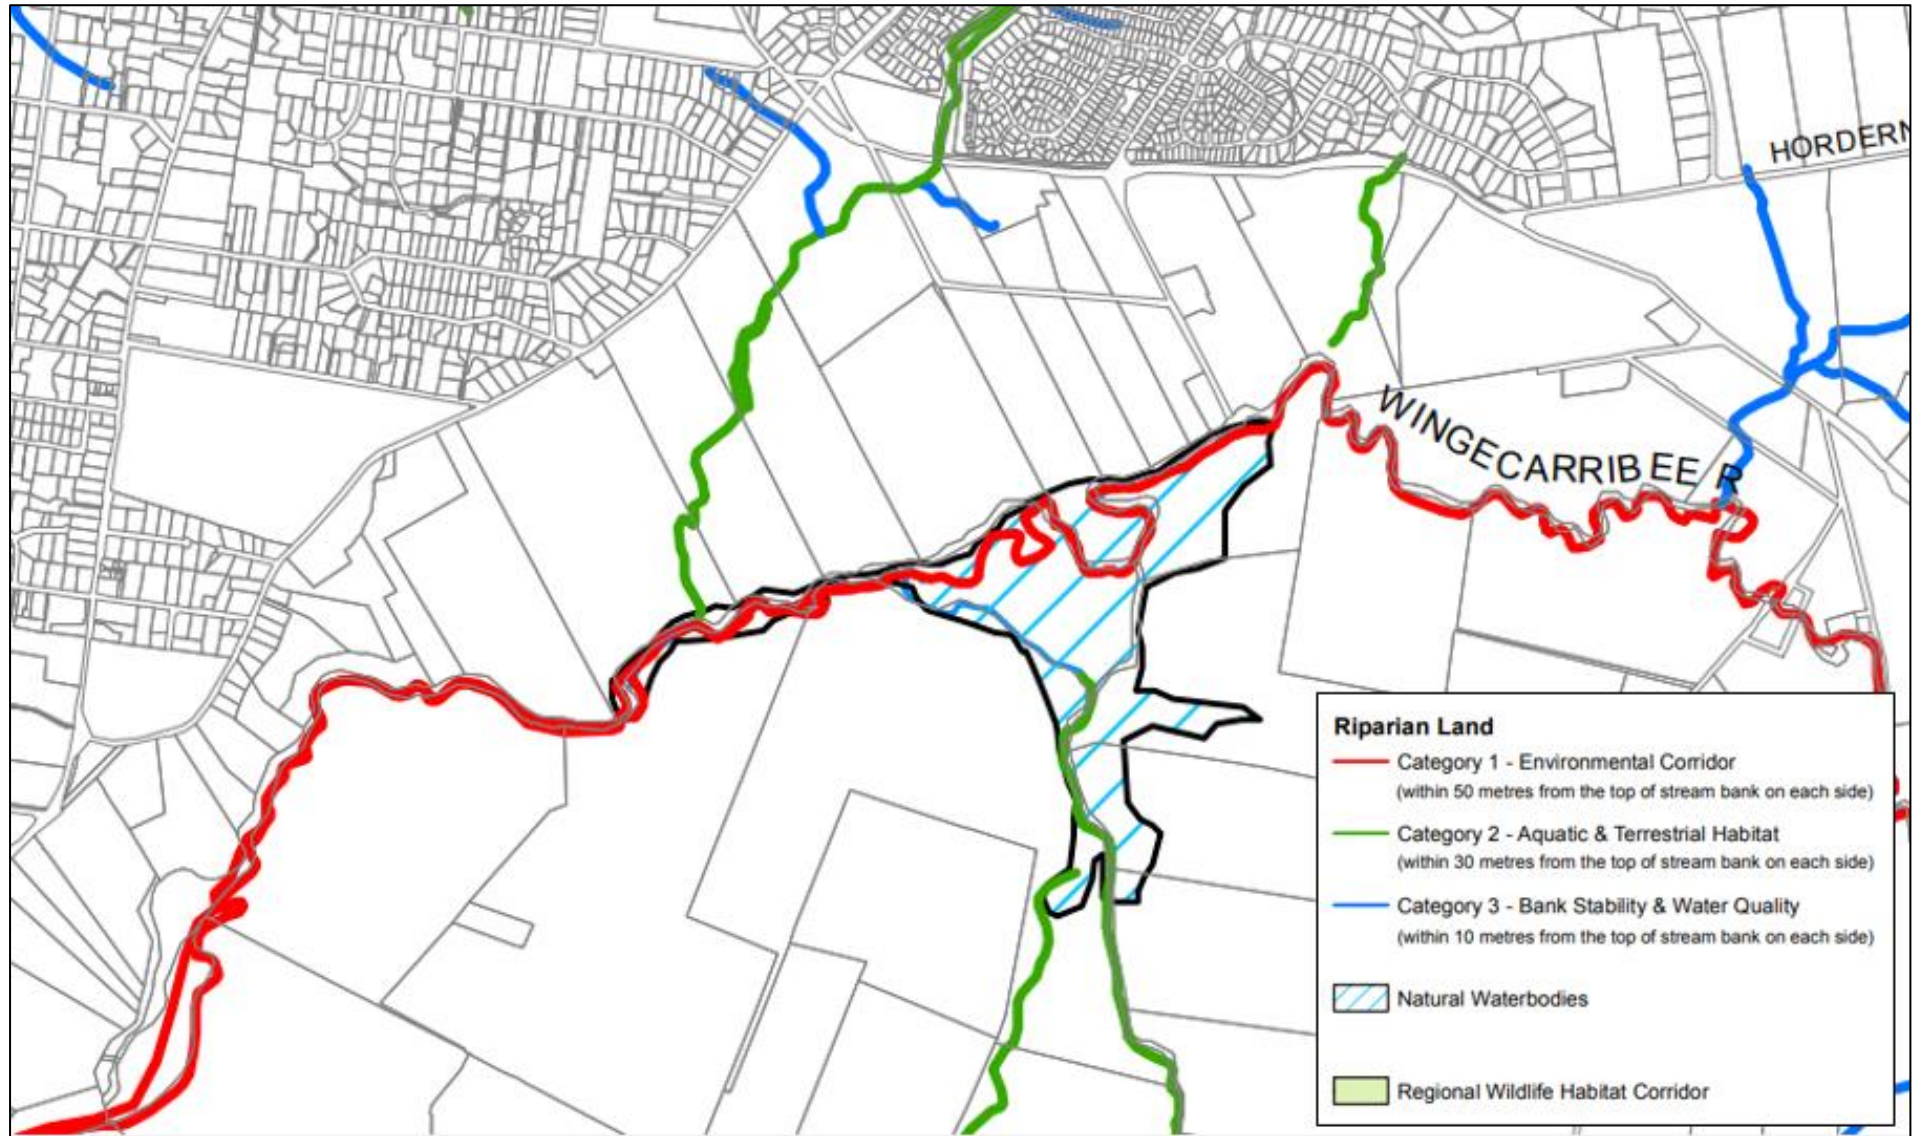 HORDERN
WINGECARRIBEE R
Riparian Land
Category 1 - Environmental Corridor
(within 50 metres from the top of stream bank on each side)
Category 2 - Aquatic & Terrestrial Habitat
(within 30 metres from the top of stream bank on each side)
Category 3 - Bank Stability & Water Quality
(within 10 metres from the top of stream bank on each side)
Natural Waterbodies
Regional Wildlife Habitat Corridor